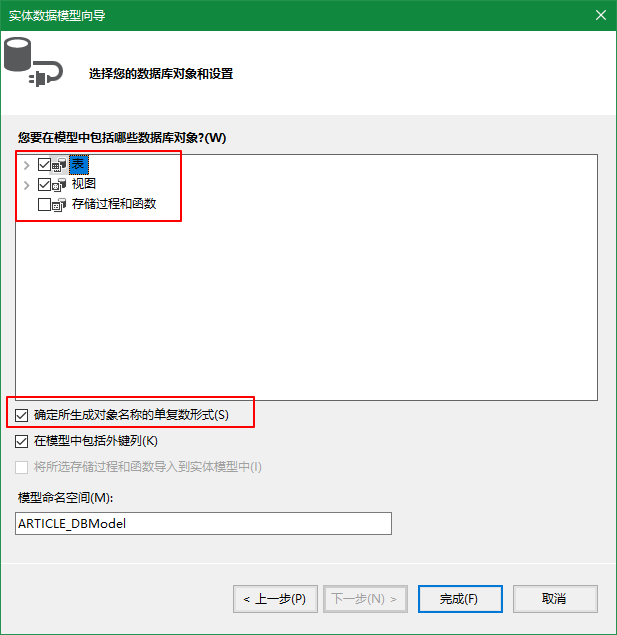 实体数据模型向导
选择您的数据库对象和设置
您要在模型中包括哪些数据库对象?(W)
表
视图
存储过程和函数
确定所生成对象名称的单复数形式(S)
在模型中包括外键列(K)
将所选存储过程和函数导入到实体模型中(I)
模型命名空间(M):
ARTICLE_DBModel
< 上一步(P) 下一步(N) > 完成(F) 取消